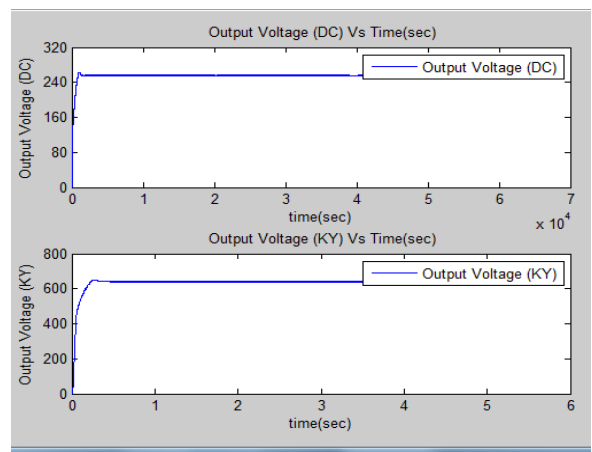 Output Voltage (DC) Vs Time(sec)
320
240
160
80
0
Output Voltage (DC)
Output Voltage (DC)
0 1 2 3 4 5 6 7
x 10^4
time(sec)
Output Voltage (KY) Vs Time(sec)
800
600
400
200
0
Output Voltage (KY)
Output Voltage (KY)
0 1 2 3 4 5 6
time(sec)